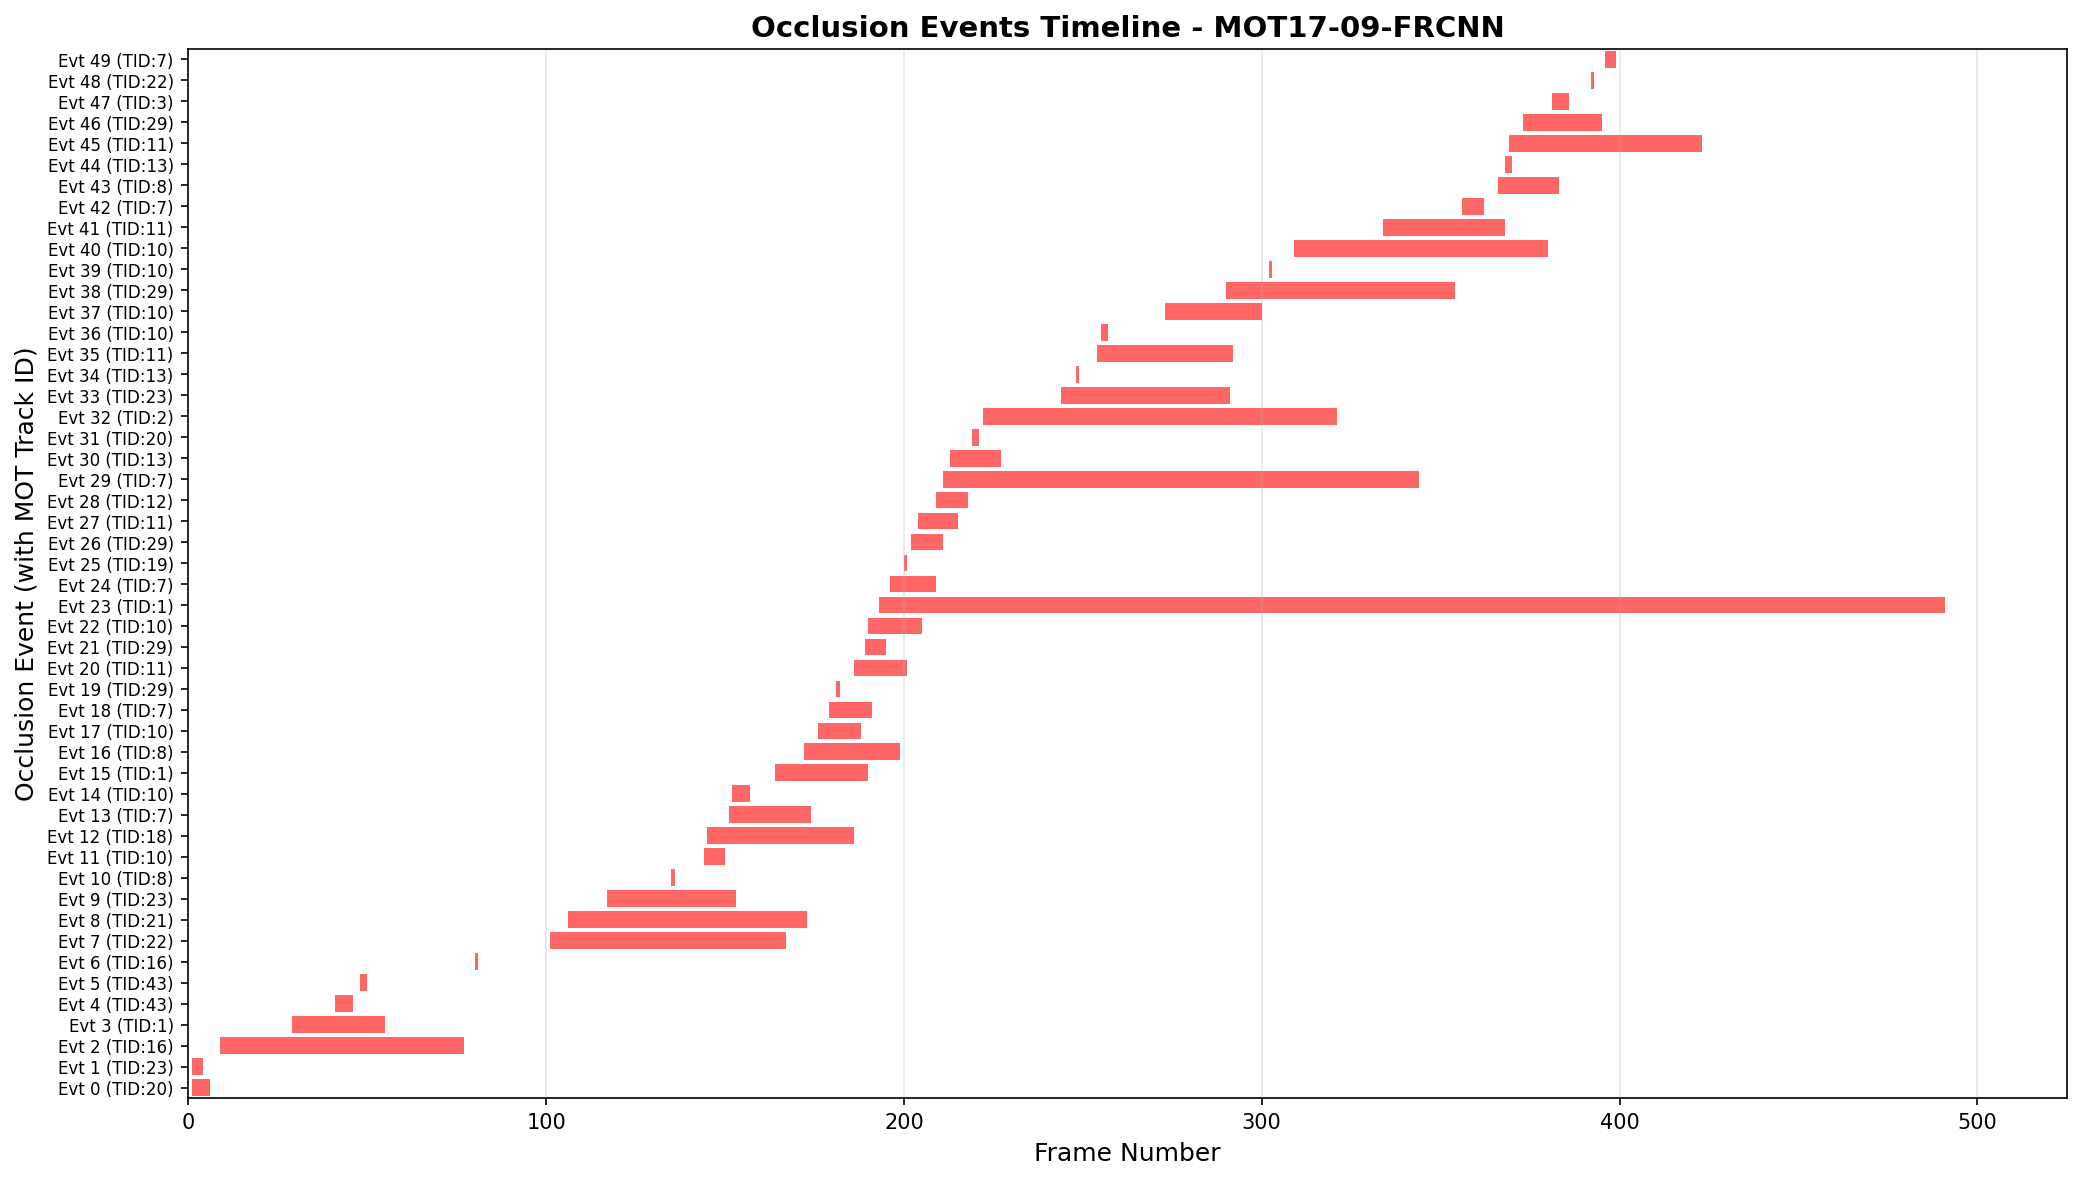 Occlusion Events Timeline - MOT17-09-FRCNN
Occlusion Event (with MOT Track ID)
Evt 49 (TID:7)
Evt 48 (TID:22)
Evt 47 (TID:3)
Evt 46 (TID:29)
Evt 45 (TID:11)
Evt 44 (TID:13)
Evt 43 (TID:8)
Evt 42 (TID:7)
Evt 41 (TID:11)
Evt 40 (TID:10)
Evt 39 (TID:10)
Evt 38 (TID:29)
Evt 37 (TID:10)
Evt 36 (TID:10)
Evt 35 (TID:11)
Evt 34 (TID:13)
Evt 33 (TID:23)
Evt 32 (TID:2)
Evt 31 (TID:20)
Evt 30 (TID:13)
Evt 29 (TID:7)
Evt 28 (TID:12)
Evt 27 (TID:11)
Evt 26 (TID:29)
Evt 25 (TID:19)
Evt 24 (TID:7)
Evt 23 (TID:1)
Evt 22 (TID:10)
Evt 21 (TID:29)
Evt 20 (TID:11)
Evt 19 (TID:29)
Evt 18 (TID:7)
Evt 17 (TID:10)
Evt 16 (TID:8)
Evt 15 (TID:1)
Evt 14 (TID:10)
Evt 13 (TID:7)
Evt 12 (TID:18)
Evt 11 (TID:10)
Evt 10 (TID:8)
Evt 9 (TID:23)
Evt 8 (TID:21)
Evt 7 (TID:22)
Evt 6 (TID:16)
Evt 5 (TID:43)
Evt 4 (TID:43)
Evt 3 (TID:1)
Evt 2 (TID:16)
Evt 1 (TID:23)
Evt 0 (TID:20)
0 100 200 300 400 500
Frame Number